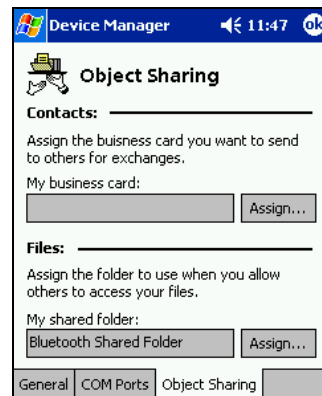 Device Manager 11:47 ok
Object Sharing
Contacts:
Assign the buisness card you want to send
to others for exchanges.
My business card:
Assign...
Files:
Assign the folder to use when you allow
others to access your files.
My shared folder:
Bluetooth Shared Folder Assign...
General COM Ports Object Sharing